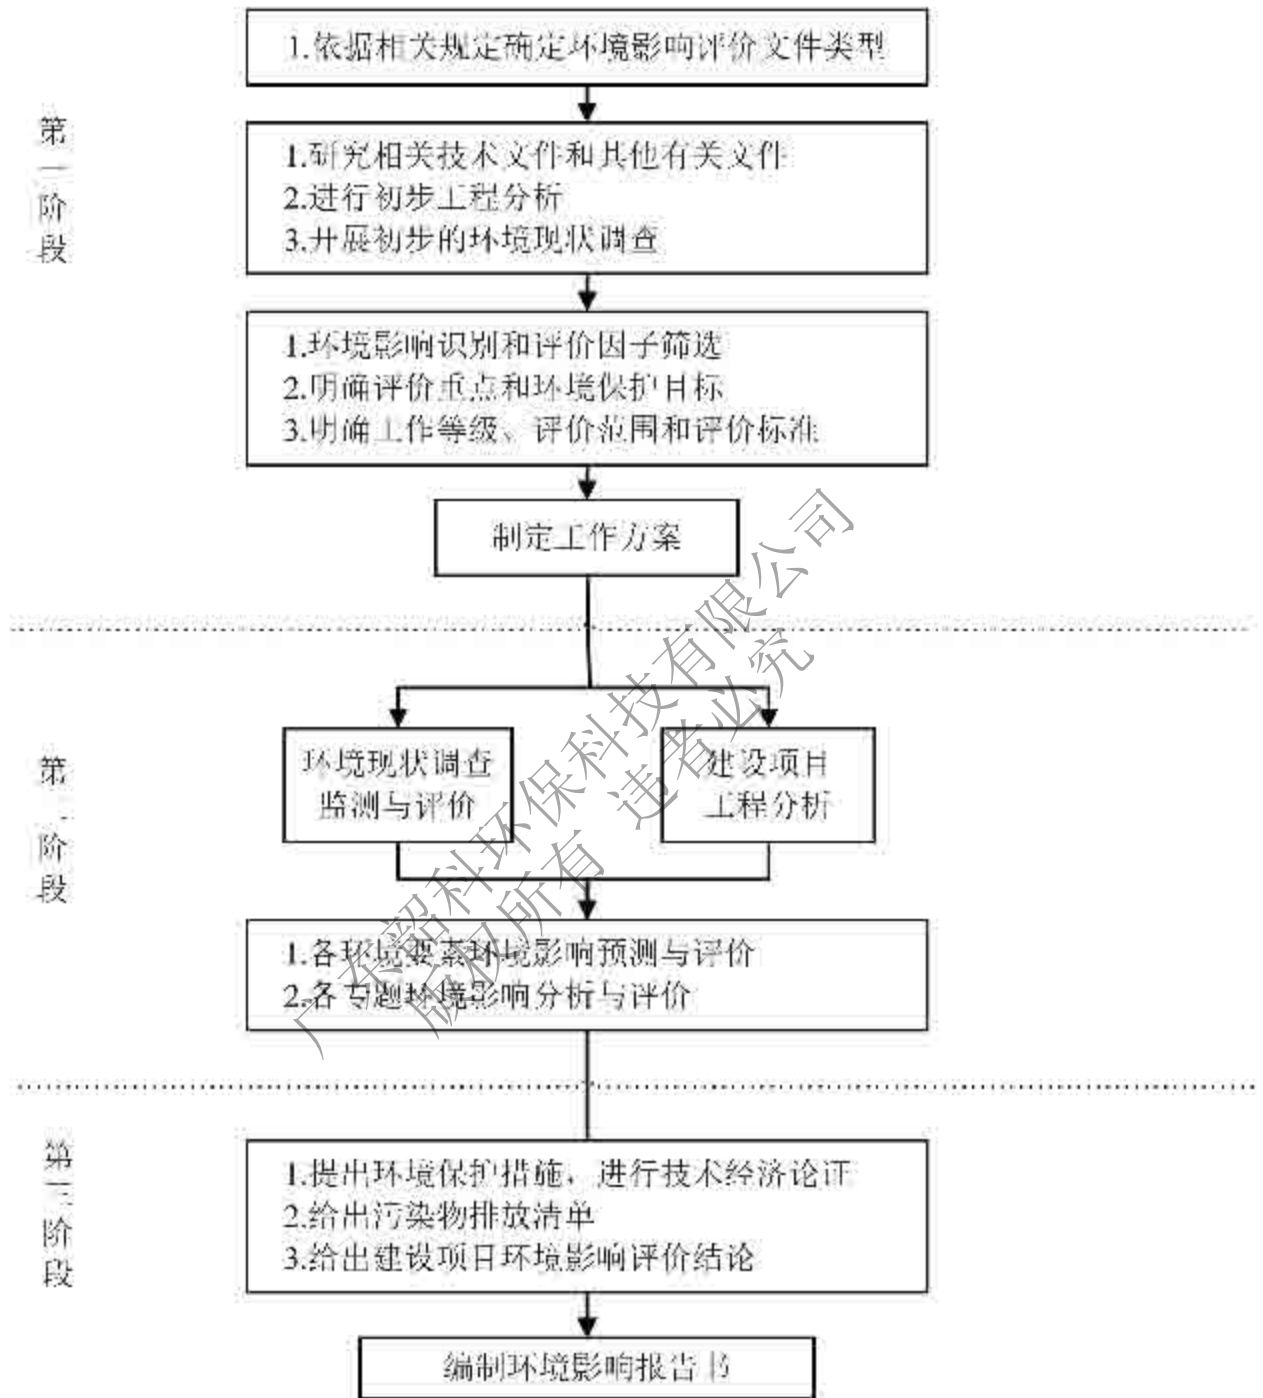 第一阶段
1.依据相关规定确定环境影响评价文件类型
1.研究相关技术文件和其他有关文件
2.进行初步工程分析
3.开展初步的环境现状调查
1.环境影响识别和评价因子筛选
2.明确评价重点和环境保护目标
3.明确工作等级、评价范围和评价标准
制定工作方案
第二阶段
环境现状调查
监测与评价
建设项目
工程分析
1.各环境要素环境影响预测与评价
2.各专题环境影响分析与评价
第三阶段
1.提出环境保护措施，进行技术经济论证
2.给出污染物排放清单
3.给出建设项目环境影响评价结论
编制环境影响报告书
广东韶科环保科技有限公司
版权所有 违者必究